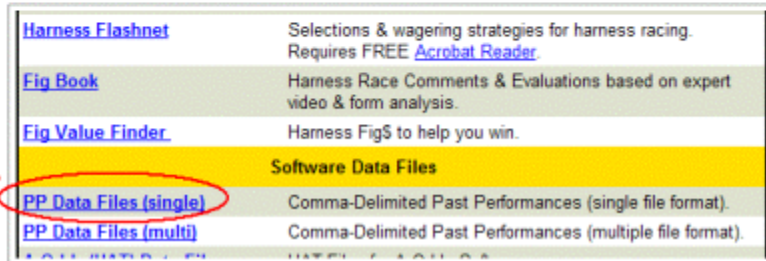 Harness Flashnet Selections & wagering strategies for harness racing.
Requires FREE Acrobat Reader.
Fig Book Harness Race Comments & Evaluations based on expert
video & form analysis.
Fig Value Finder Harness Fig$ to help you win.
Software Data Files
PP Data Files (single) Comma-Delimited Past Performances (single file format).
PP Data Files (multi) Comma-Delimited Past Performances (multiple file format).